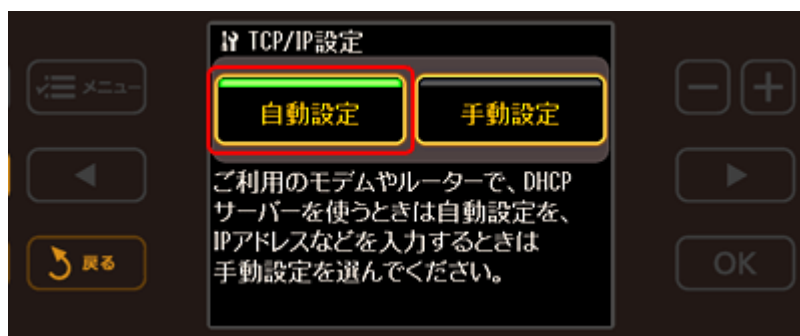 TCP/IP設定
メニュー
自動設定
手動設定
ご利用のモデムやルーターで、DHCP
サーバーを使うときは自動設定を、
IPアドレスなどを入力するときは
手動設定を選んでください。
戻る
OK